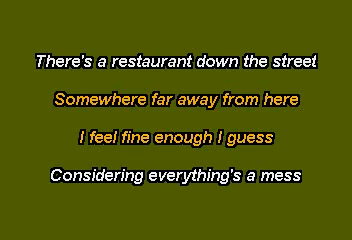 There's a restaurant down the street
Somewhere far away from here
I feel fine enough I guess
Considering everything's a mess